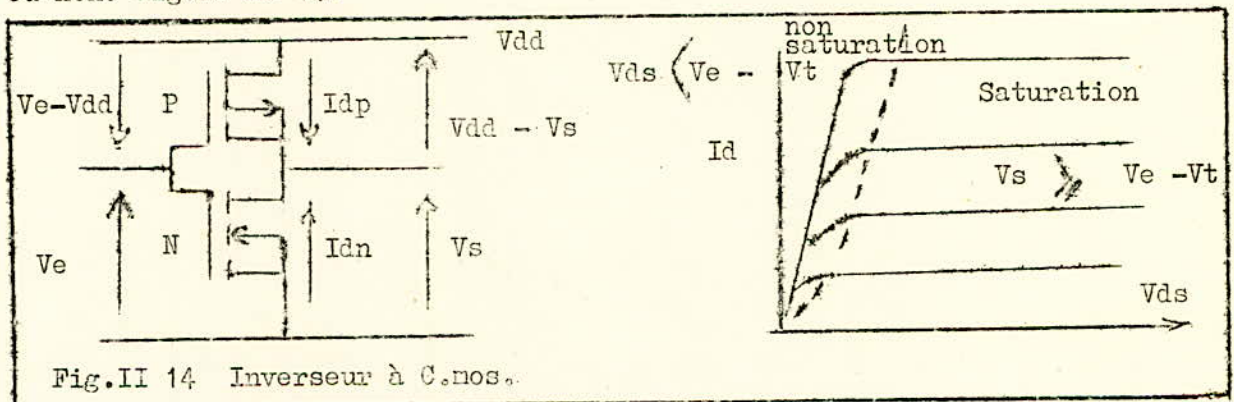 Vdd
Ve-Vdd
P
Idp
Vdd - Vs
Ve
N
Idn
Vs
non
saturation
Vds < Ve - Vt
Saturation
Id
Vs ⩾ Ve -Vt
Vds
Fig.II 14 Inverseur à C.mos.